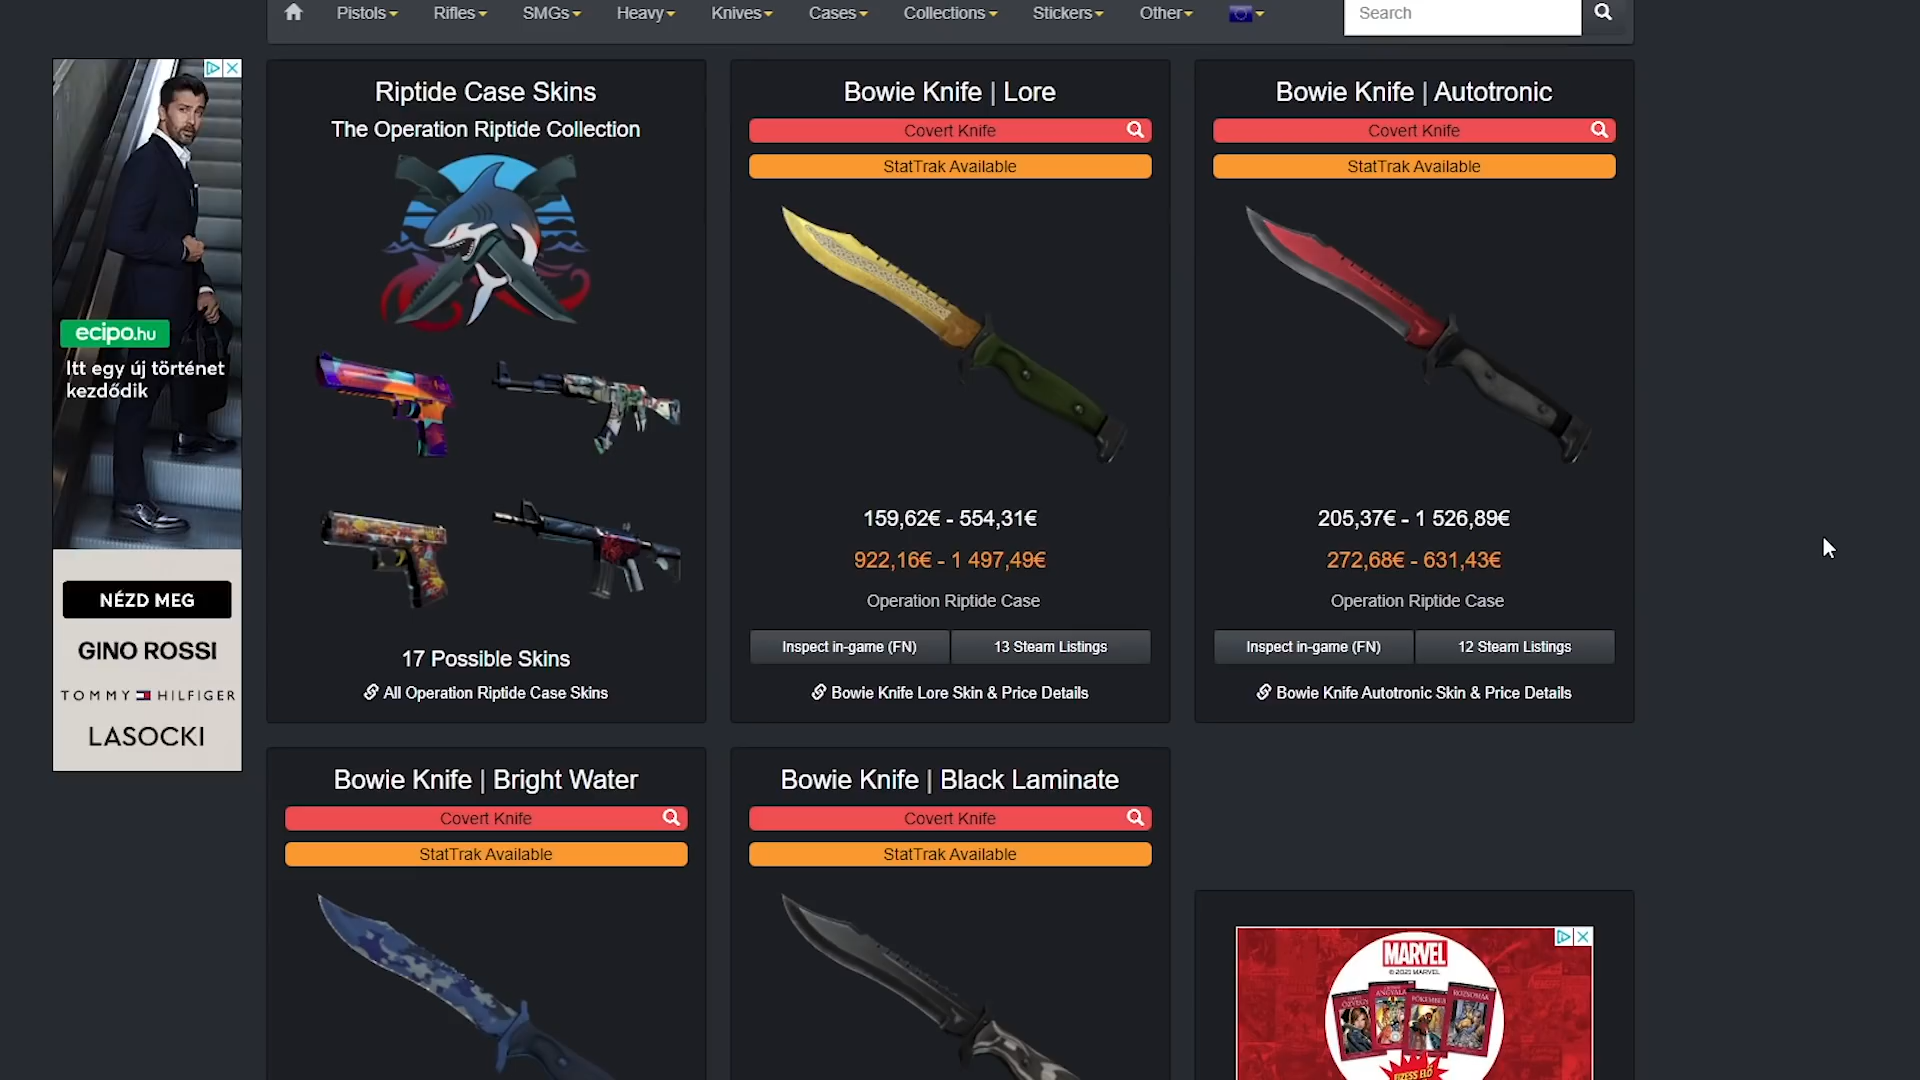 Pistols
Rifles
SMGs
Heavy
Knives
Cases
Collections
Stickers
Other
Search
ecipo.hu
Itt egy új történet
kezdődik
NÉZD MEG
GINO ROSSI
TOMMY HILFIGER
LASOCKI
Riptide Case Skins
The Operation Riptide Collection
17 Possible Skins
All Operation Riptide Case Skins
Bowie Knife | Lore
Covert Knife
StatTrak Available
159,62€ - 554,31€
922,16€ - 1 497,49€
Operation Riptide Case
Inspect in-game (FN)
13 Steam Listings
Bowie Knife Lore Skin & Price Details
Bowie Knife | Autotronic
Covert Knife
StatTrak Available
205,37€ - 1 526,89€
272,68€ - 631,43€
Operation Riptide Case
Inspect in-game (FN)
12 Steam Listings
Bowie Knife Autotronic Skin & Price Details
Bowie Knife | Bright Water
Covert Knife
StatTrak Available
Bowie Knife | Black Laminate
Covert Knife
StatTrak Available
MARVEL
© 2021 MARVEL